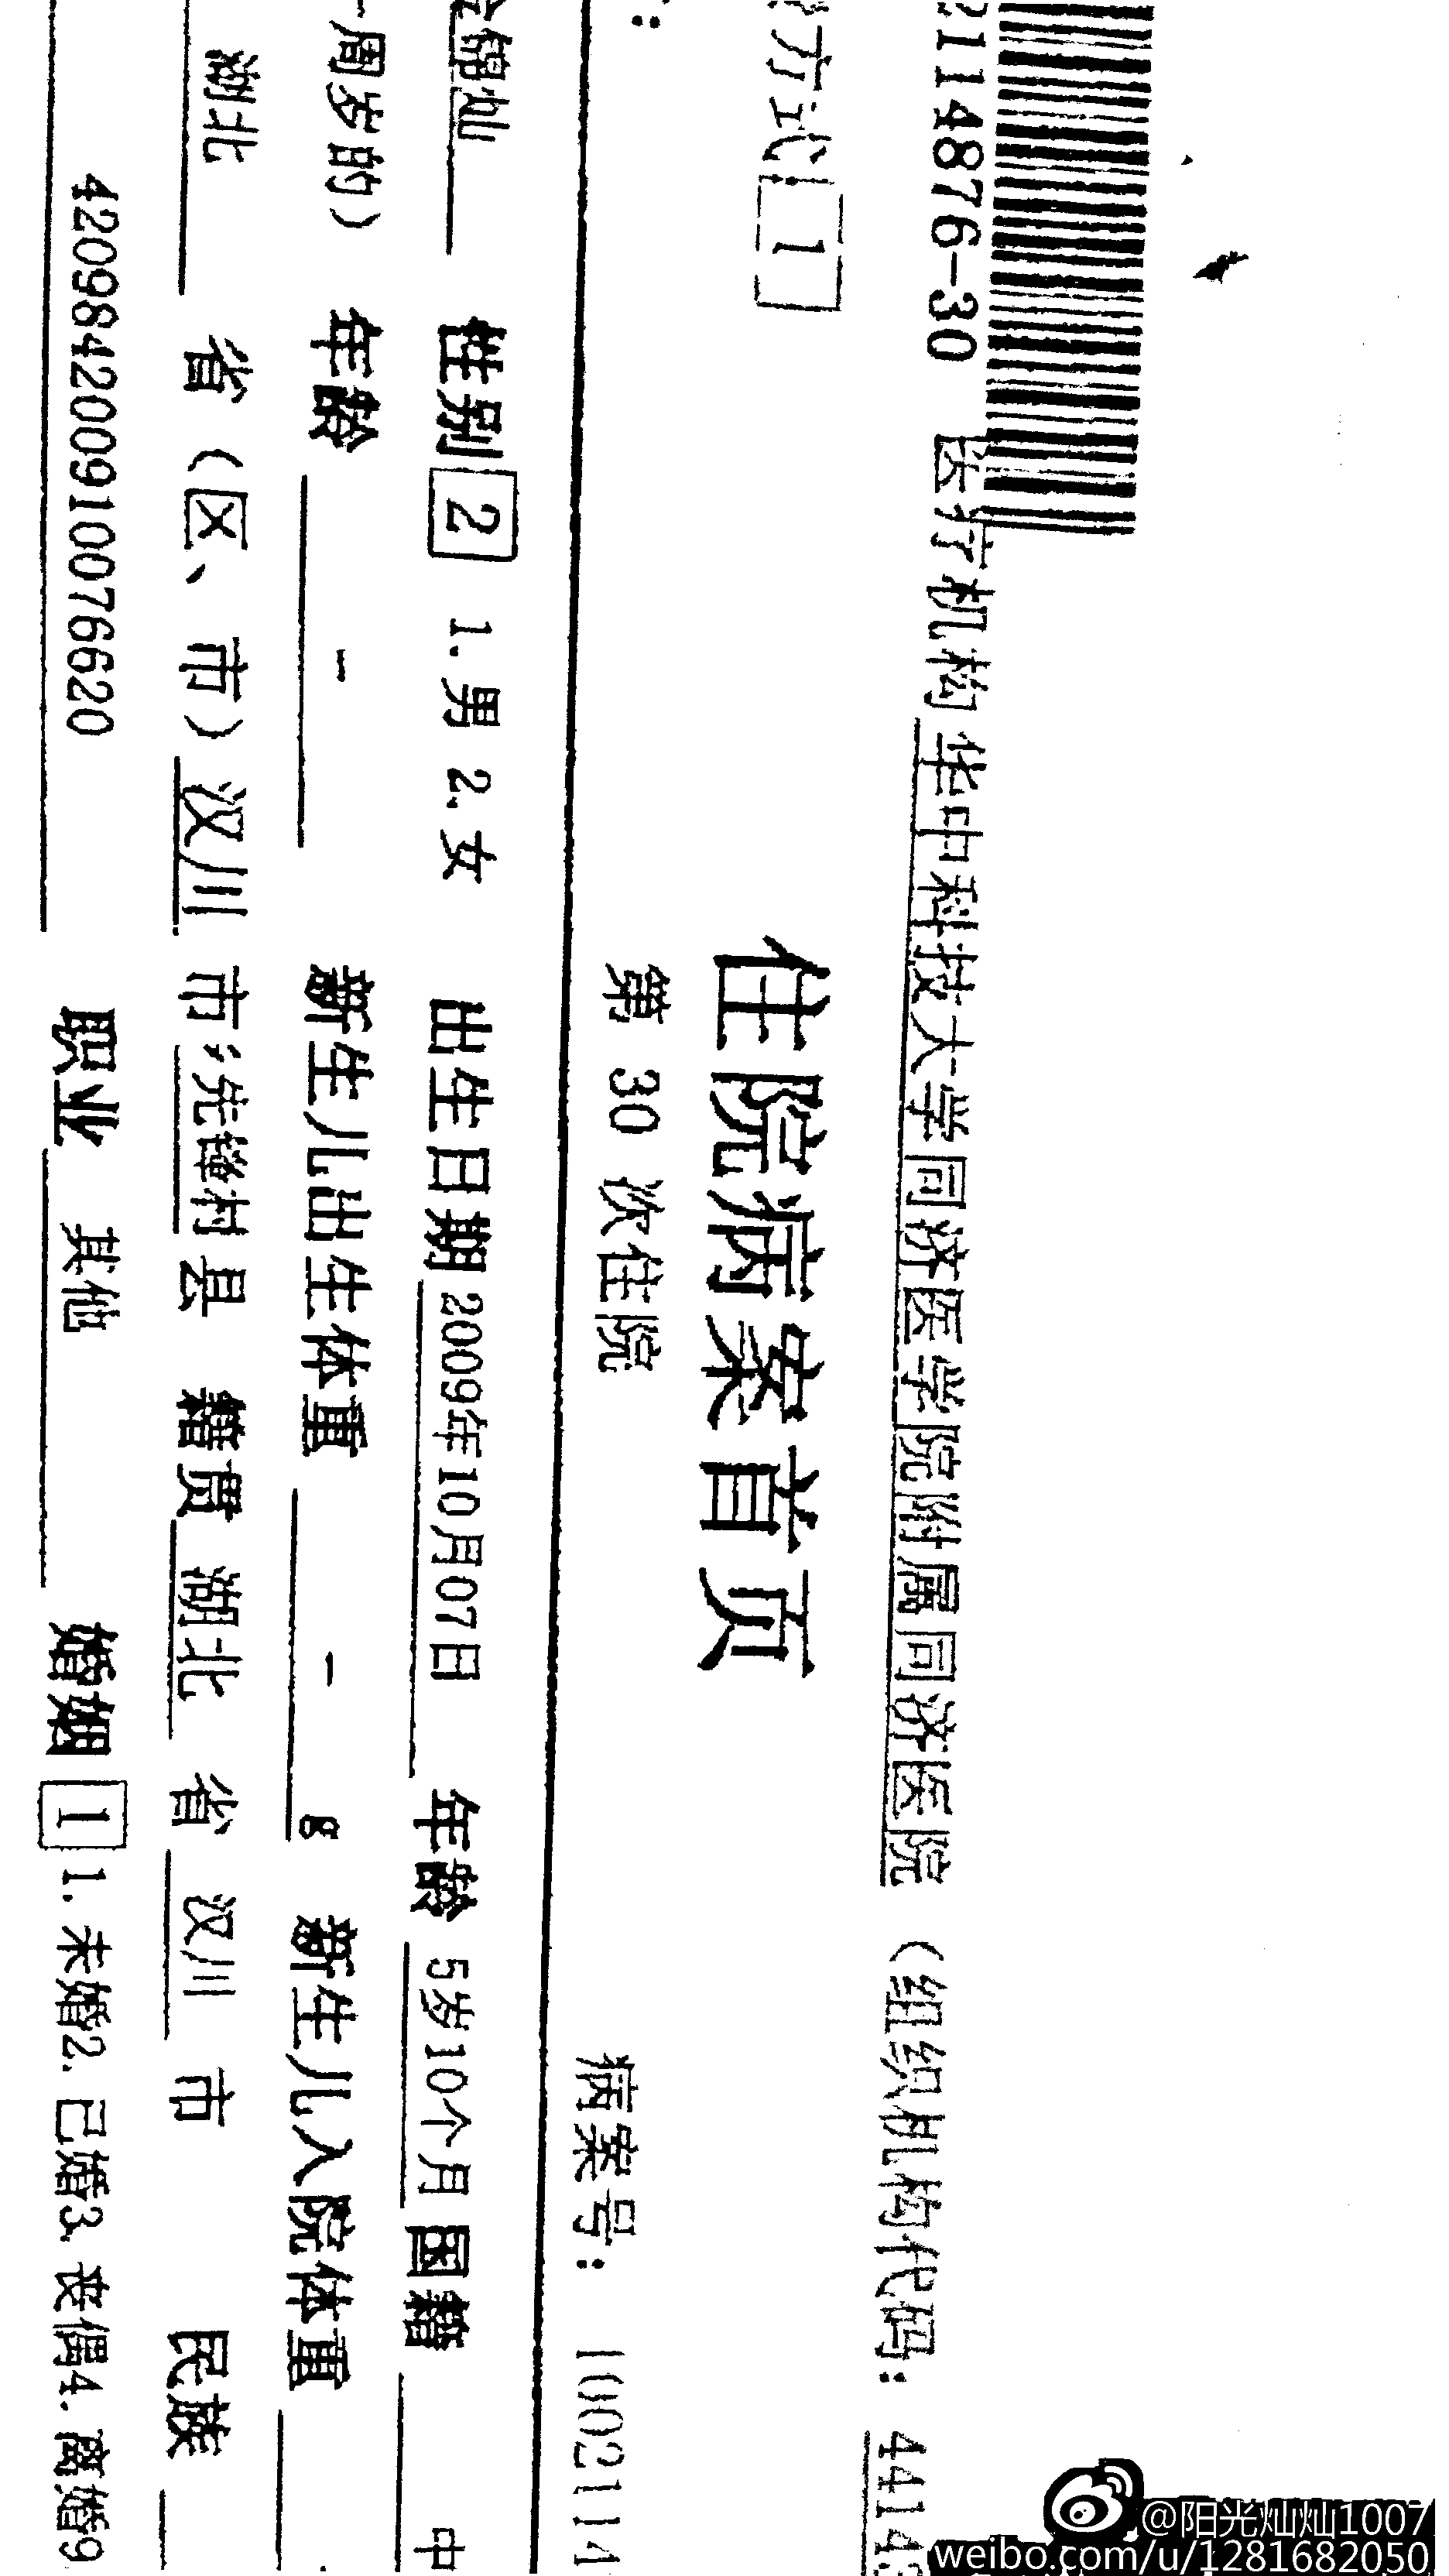 2114876-30 医疗机构 华中科技大学同济医学院附属同济医院 (组织机构代码: 4414
方式 1
住院病案首页
: 第 30 次住院 病案号: 1002114
锦灿 性别 2 1. 男 2. 女 出生日期 2009年10月07日 年龄 5岁10个月 国籍 中
周岁的) 年龄 - 新生儿出生体重 - g 新生儿入院体重
湖北 省 (区、市) 汉川 市 先锋村 县 籍贯 湖北 省 汉川 市 民族
420984200910076620 职业 其他 婚姻 1 1. 未婚2. 已婚3. 丧偶4. 离婚9
@阳光灿灿1007
weibo.com/u/1281682050